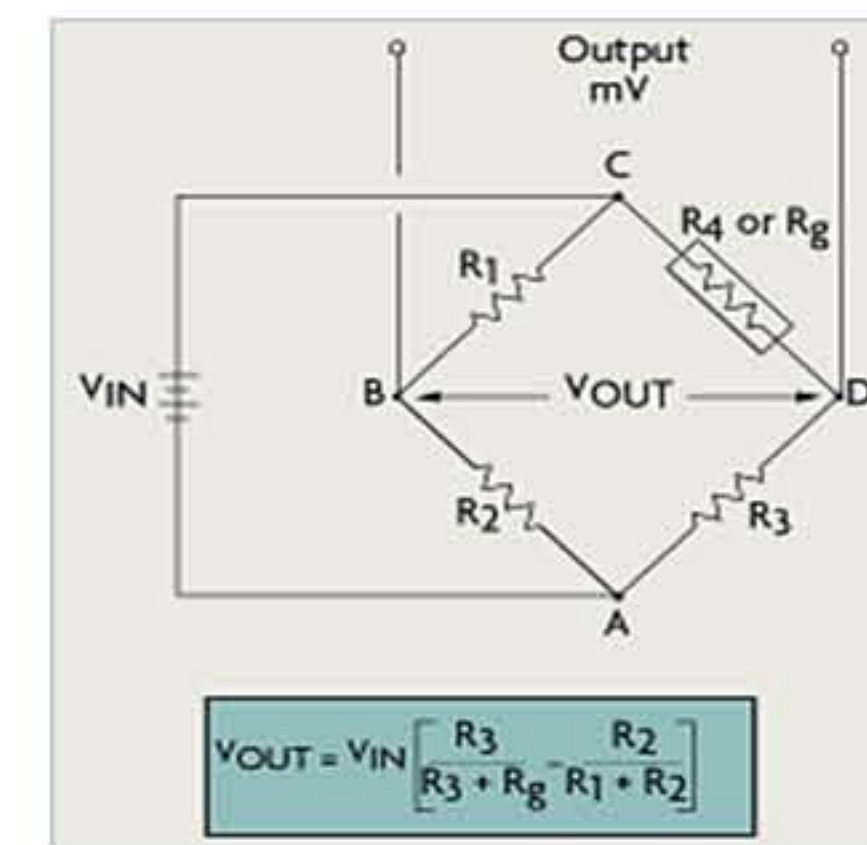 Output
mV
C
R4 or Rg
R1
VIN
B
VOUT
D
R2
R3
A
VOUT = VIN [ R3 / R3 + Rg - R2 / R1 + R2 ]